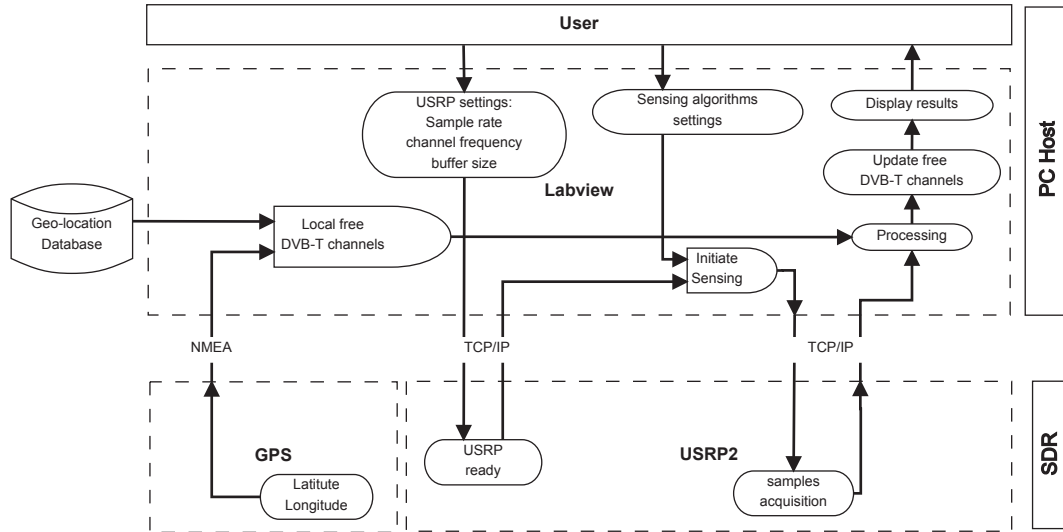 User
USRP settings:
Sample rate
channel frequency
buffer size
Sensing algorithms
settings
Display results
Update free
DVB-T channels
Labview
PC Host
Geo-location
Database
Local free
DVB-T channels
Processing
Initiate
Sensing
NMEA
TCP/IP
TCP/IP
GPS
Latitute
Longitude
USRP
ready
USRP2
samples
acquisition
SDR